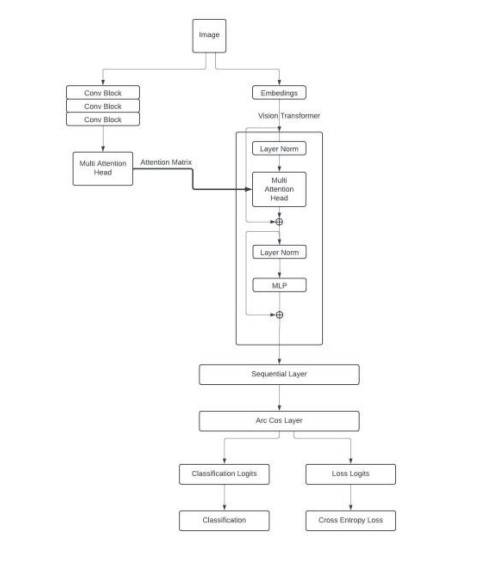 Image
Conv Block
Conv Block
Conv Block
Embedings
Vision Transformer
Layer Norm
Multi Attention
Head
Attention Matrix
Multi
Attention
Head
Layer Norm
MLP
Sequential Layer
Arc Cos Layer
Classification Logits
Loss Logits
Classification
Cross Entropy Loss